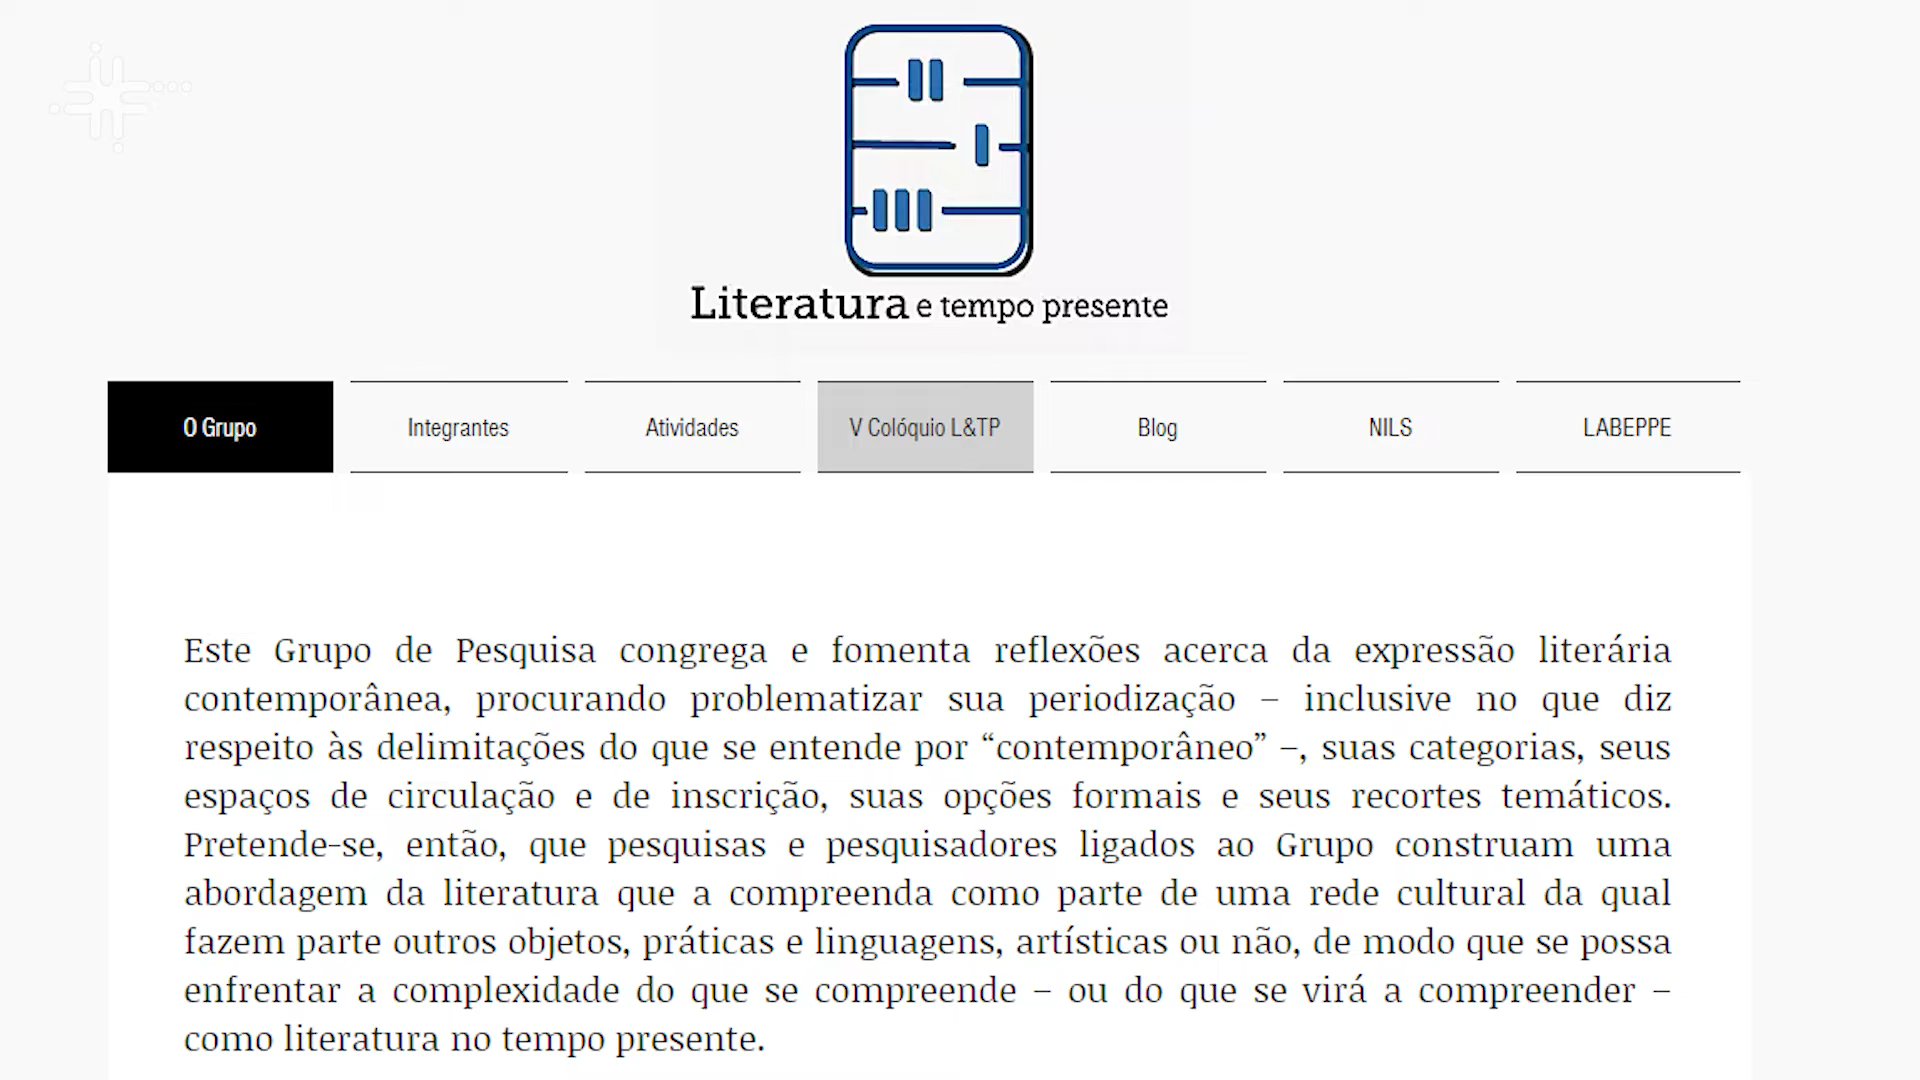 Literatura e tempo presente
O Grupo
Integrantes
Atividades
V Colóquio L&TP
Blog
NILS
LABEPPE
Este Grupo de Pesquisa congrega e fomenta reflexões acerca da expressão literária
contemporânea, procurando problematizar sua periodização – inclusive no que diz
respeito às delimitações do que se entende por “contemporâneo” –, suas categorias, seus
espaços de circulação e de inscrição, suas opções formais e seus recortes temáticos.
Pretende-se, então, que pesquisas e pesquisadores ligados ao Grupo construam uma
abordagem da literatura que a compreenda como parte de uma rede cultural da qual
fazem parte outros objetos, práticas e linguagens, artísticas ou não, de modo que se possa
enfrentar a complexidade do que se compreende – ou do que se virá a compreender –
como literatura no tempo presente.